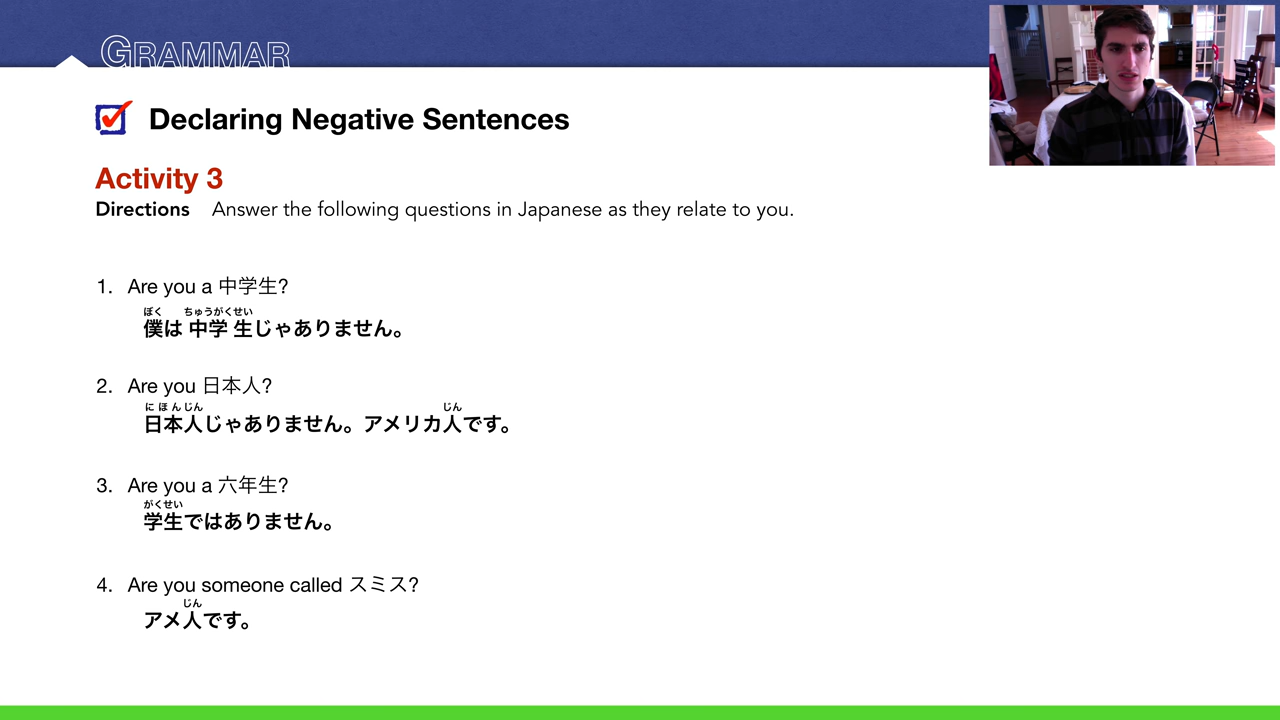 GRAMMAR
Declaring Negative Sentences
Activity 3
Directions Answer the following questions in Japanese as they relate to you.
1. Are you a 中学生?
ぼく ちゅうがくせい
僕は 中学 生じゃありません。
2. Are you 日本人?
にほんじん じん
日本人じゃありません。アメリカ人です。
3. Are you a 六年生?
がくせい
学生ではありません。
4. Are you someone called スミス?
じん
アメ人です。